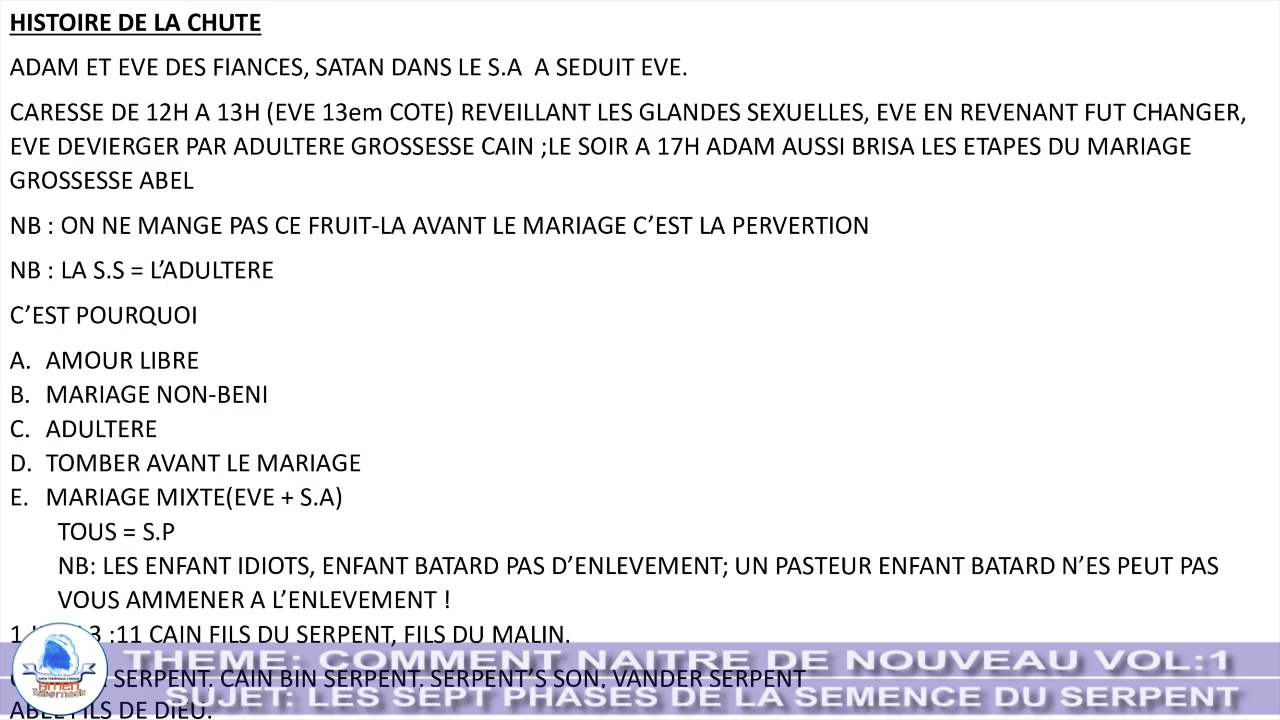 HISTOIRE DE LA CHUTE
ADAM ET EVE DES FIANCES, SATAN DANS LE S.A A SEDUIT EVE.
CARESSE DE 12H A 13H (EVE 13em COTE) REVEILLANT LES GLANDES SEXUELLES, EVE EN REVENANT FUT CHANGER,
EVE DEVIERGER PAR ADULTERE GROSSESSE CAIN ;LE SOIR A 17H ADAM AUSSI BRISA LES ETAPES DU MARIAGE
GROSSESSE ABEL
NB : ON NE MANGE PAS CE FRUIT-LA AVANT LE MARIAGE C’EST LA PERVERTION
NB : LA S.S = L’ADULTERE
C’EST POURQUOI
A. AMOUR LIBRE
B. MARIAGE NON-BENI
C. ADULTERE
D. TOMBER AVANT LE MARIAGE
E. MARIAGE MIXTE(EVE + S.A)
TOUS = S.P
NB: LES ENFANT IDIOTS, ENFANT BATARD PAS D’ENLEVEMENT; UN PASTEUR ENFANT BATARD N’ES PEUT PAS
VOUS AMMENER A L’ENLEVEMENT !
1 3 :11 CAIN FILS DU SERPENT, FILS DU MALIN.
THEME: COMMENT NAITRE DE NOUVEAU VOL:1
SERPENT. CAIN BIN SERPENT. SERPENT’S SON, VANDER SERPENT
SUJET: LES SEPT PHASES DE LA SEMENCE DU SERPENT
ABEL FILS DE DIEU.